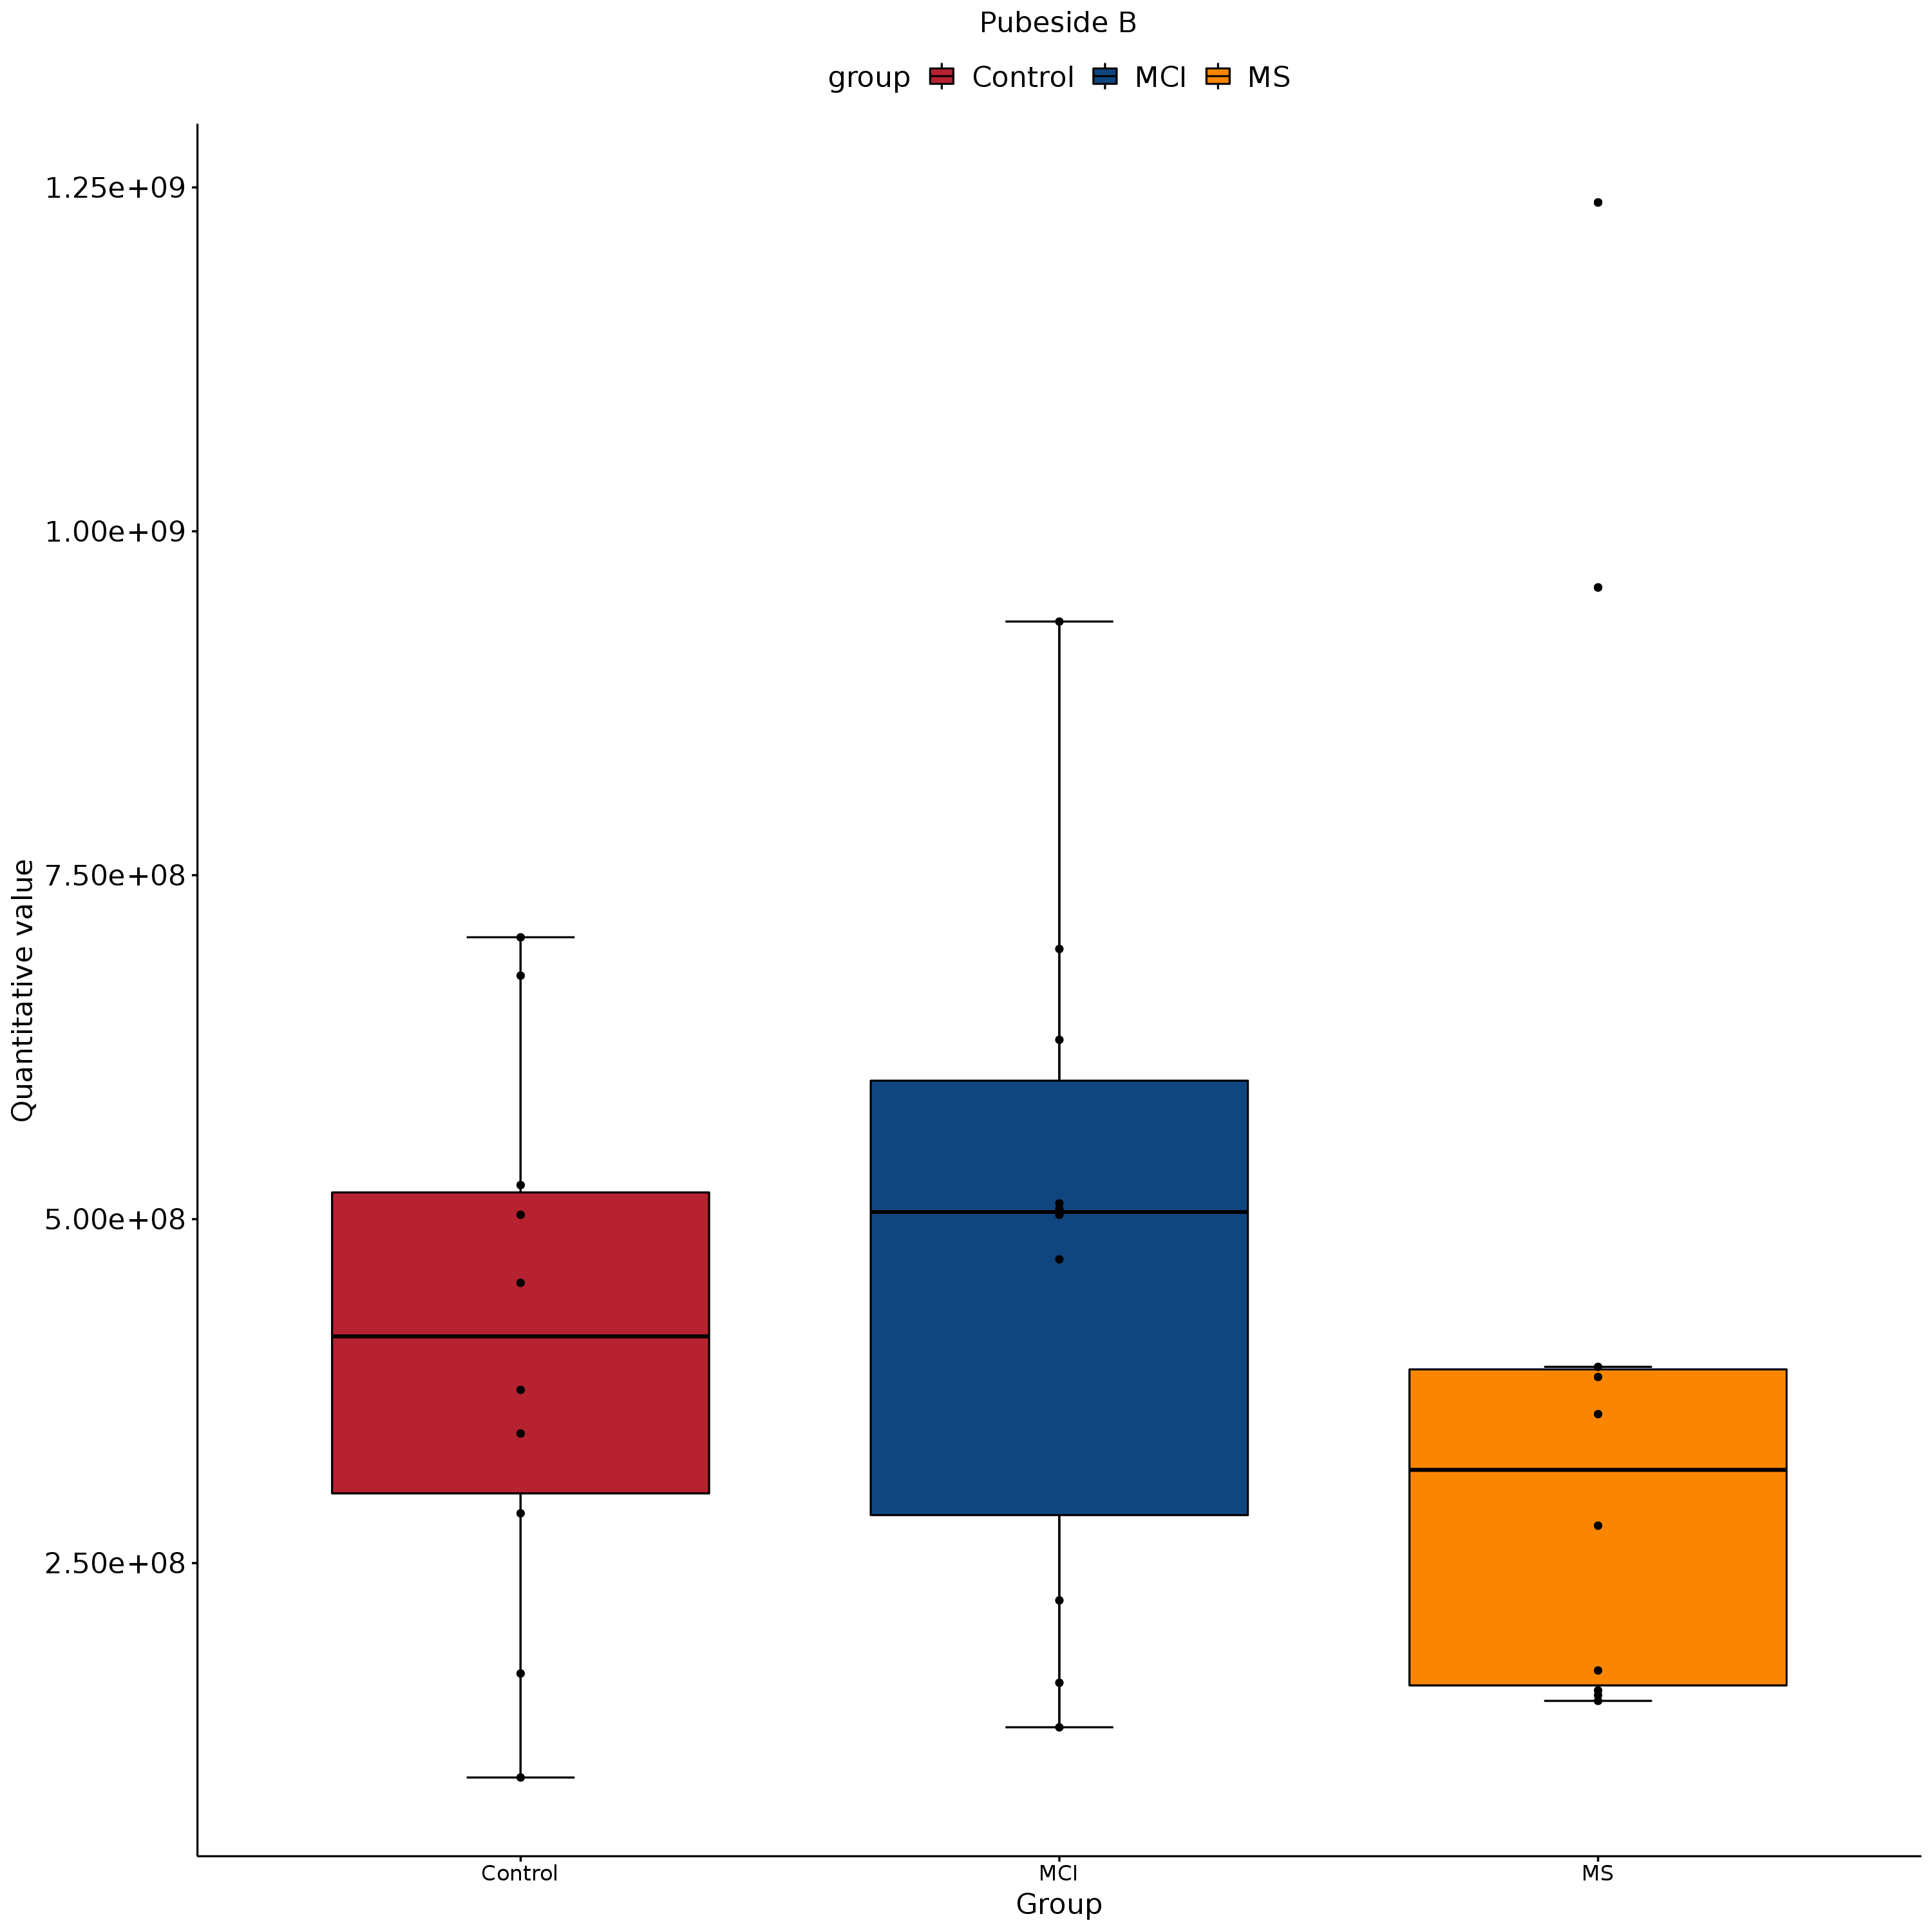 Pubeside B
group Control MCI MS
1.25e+09
1.00e+09
7.50e+08
5.00e+08
2.50e+08
Quantitative value
Control MCI MS
Group